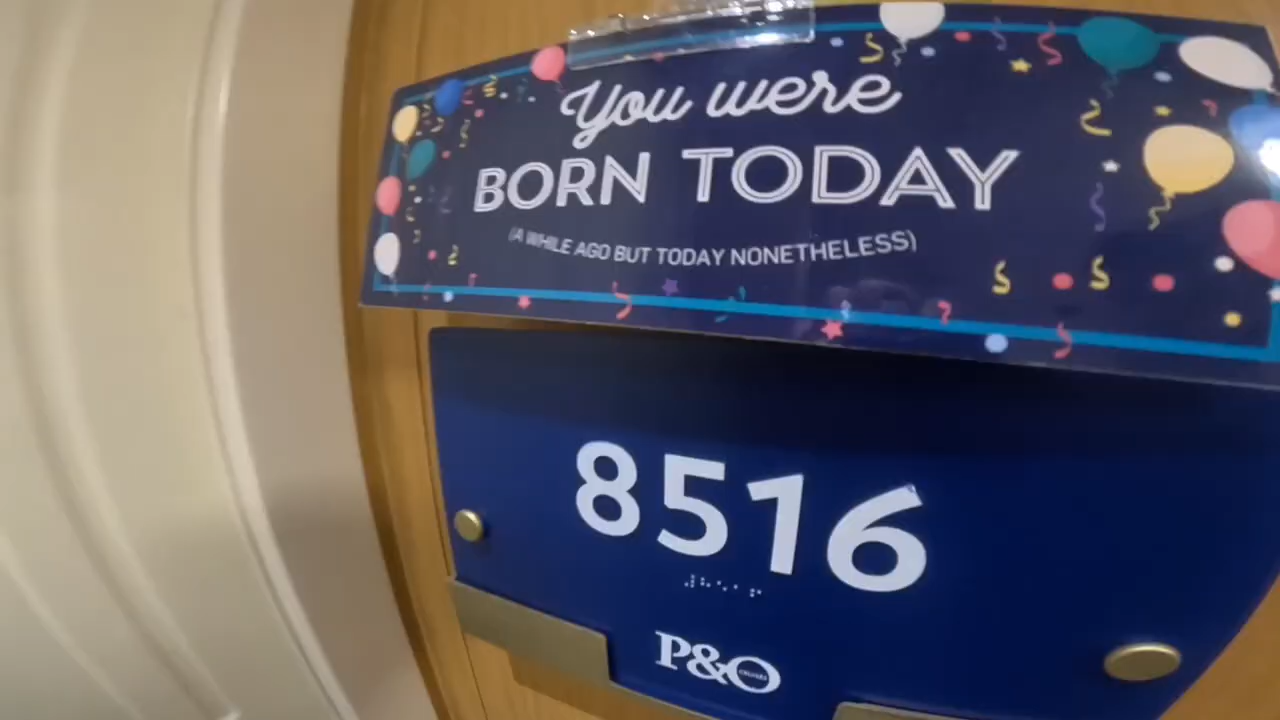 You were
BORN TODAY
(A WHILE AGO BUT TODAY NONETHELESS)
8516
P&O